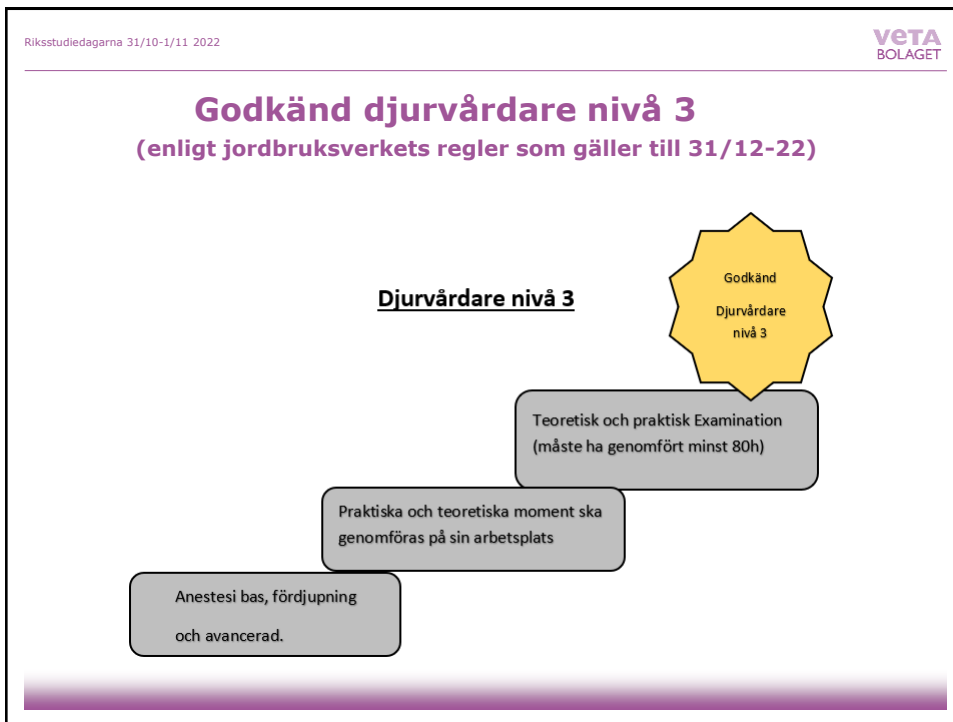 Riksstudiedagarna 31/10-1/11 2022
VeTA
BOLAGET
Godkänd djurvårdare nivå 3
(enligt jordbruksverkets regler som gäller till 31/12-22)
Djurvårdare nivå 3
Godkänd
Djurvårdare
nivå 3
Teoretisk och praktisk Examination
(måste ha genomfört minst 80h)
Praktiska och teoretiska moment ska
genomföras på sin arbetsplats
Anestesi bas, fördjupning
och avancerad.